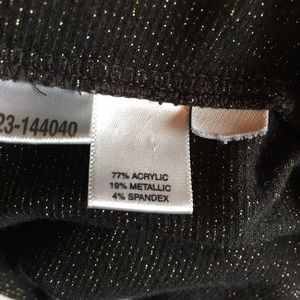 23-144040
77% ACRYLIC
19% METALLIC
4% SPANDEX